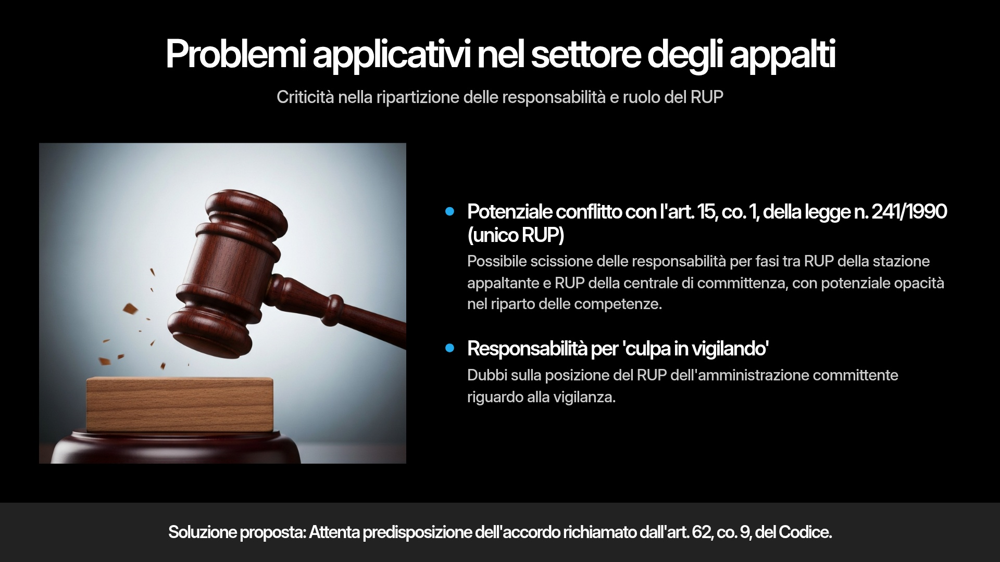 Problemi applicativi nel settore degli appalti
Criticità nella ripartizione delle responsabilità e ruolo del RUP
Potenziale conflitto con l'art. 15, co. 1, della legge n. 241/1990
(unico RUP)
Possibile scissione delle responsabilità per fasi tra RUP della stazione
appaltante e RUP della centrale di committenza, con potenziale opacità
nel riparto delle competenze.
Responsabilità per 'culpa in vigilando'
Dubbi sulla posizione del RUP dell'amministrazione committente
riguardo alla vigilanza.
Soluzione proposta: Attenta predisposizione dell'accordo richiamato dall'art. 62, co. 9, del Codice.